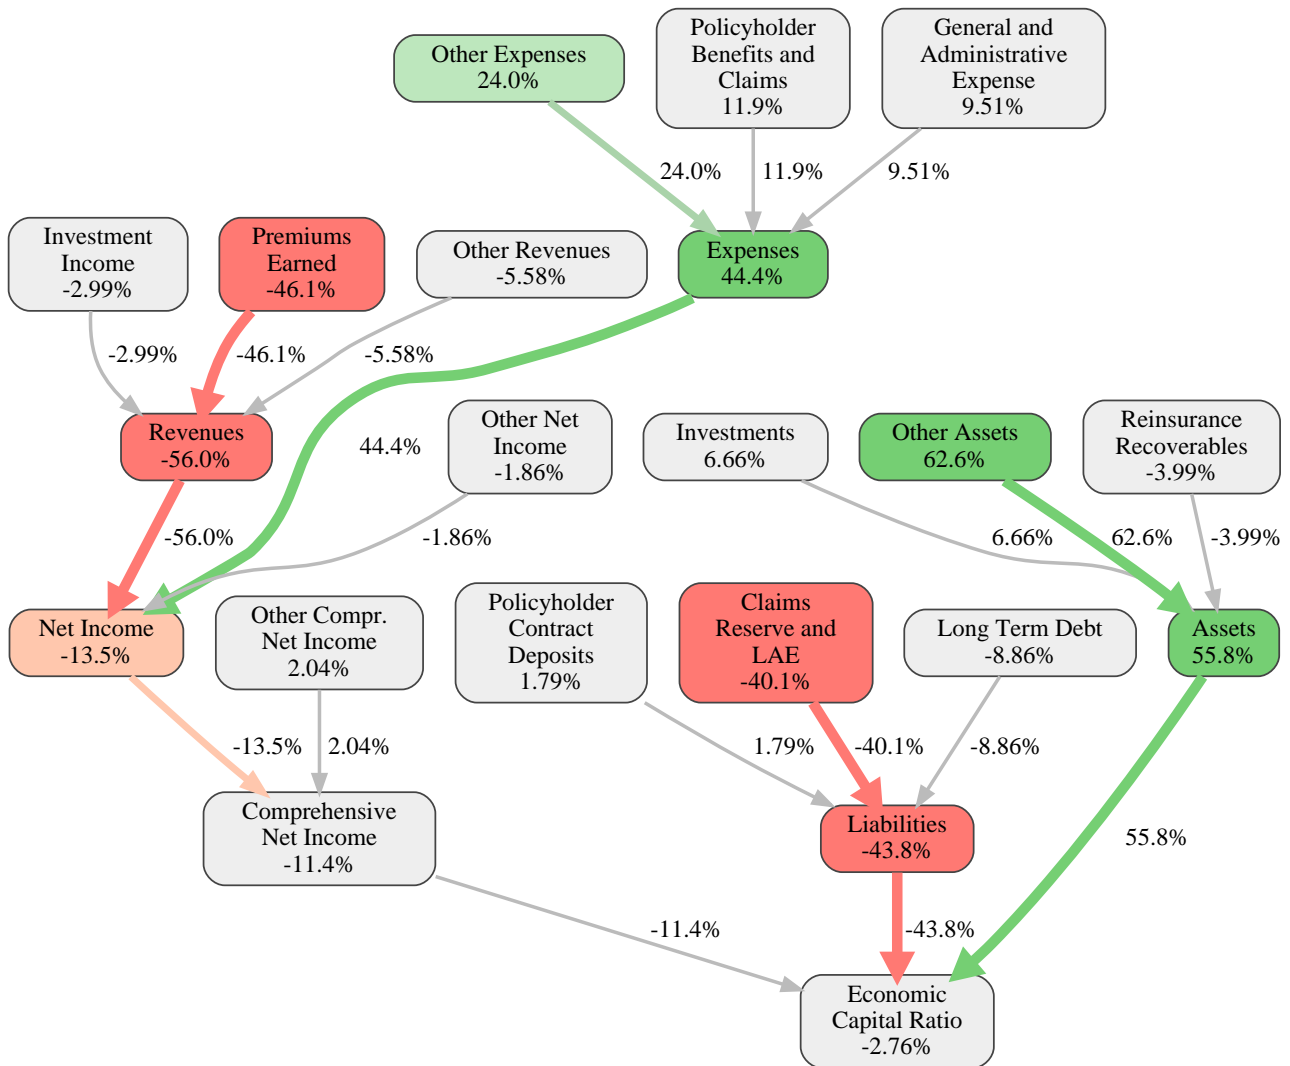 Other Expenses
24.0%
Policyholder
Benefits and
Claims
11.9%
General and
Administrative
Expense
9.51%
24.0%
11.9%
9.51%
Investment
Income
-2.99%
Premiums
Earned
-46.1%
Other Revenues
-5.58%
Expenses
44.4%
-2.99%
-46.1%
-5.58%
Revenues
-56.0%
44.4%
Other Net
Income
-1.86%
Investments
6.66%
Other Assets
62.6%
Reinsurance
Recoverables
-3.99%
-56.0%
-1.86%
6.66%
62.6%
-3.99%
Net Income
-13.5%
Other Compr.
Net Income
2.04%
Policyholder
Contract
Deposits
1.79%
Claims
Reserve and
LAE
-40.1%
Long Term Debt
-8.86%
Assets
55.8%
-13.5%
2.04%
1.79%
-40.1%
-8.86%
Comprehensive
Net Income
-11.4%
Liabilities
-43.8%
55.8%
-11.4%
-43.8%
Economic
Capital Ratio
-2.76%